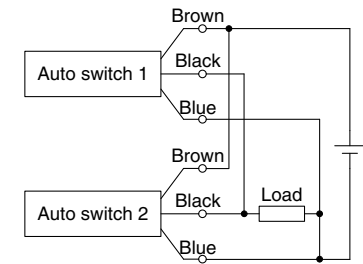 Brown
Auto switch 1
Black
Blue
Brown
Auto switch 2
Black
Load
Blue